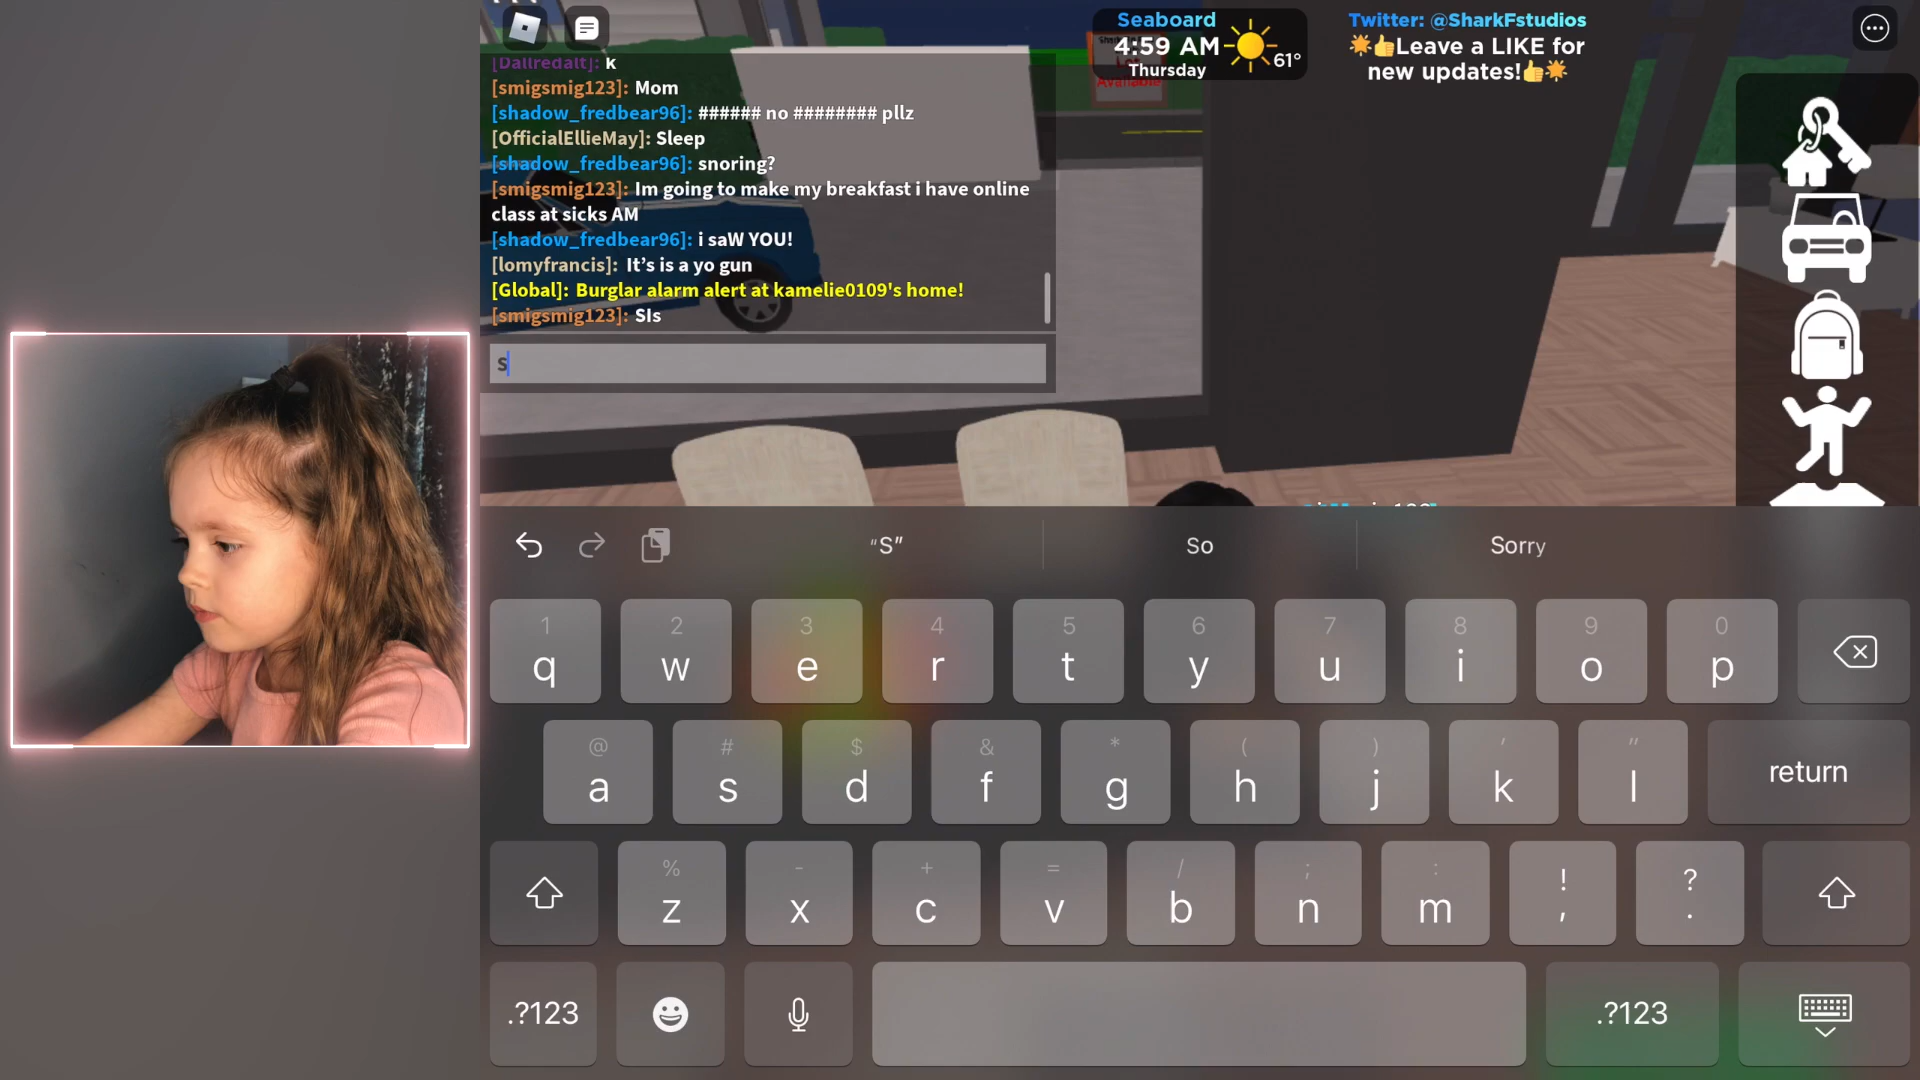 [Dallredalt]: k
[smigsmig123]: Mom
[shadow_fredbear96]: ###### no ######## pllz
[OfficialEllieMay]: Sleep
[shadow_fredbear96]: snoring?
[smigsmig123]: Im going to make my breakfast i have online
class at sicks AM
[shadow_fredbear96]: i saW YOU!
[lomyfrancis]: It’s is a yo gun
[Global]: Burglar alarm alert at kamelie0109's home!
[smigsmig123]: SIs
S
Seaboard
4:59 AM
61°
Thursday
Lot
Available
Twitter: @SharkFstudios
🌟👍Leave a LIKE for
new updates!👍🌟
“S” So Sorry
1 2 3 4 5 6 7 8 9 0
q w e r t y u i o p
@ # $ & * ( ) ' "
a s d f g h j k l return
% - + = / ; : ! ?
z x c v b n m , .
.?123 .?123